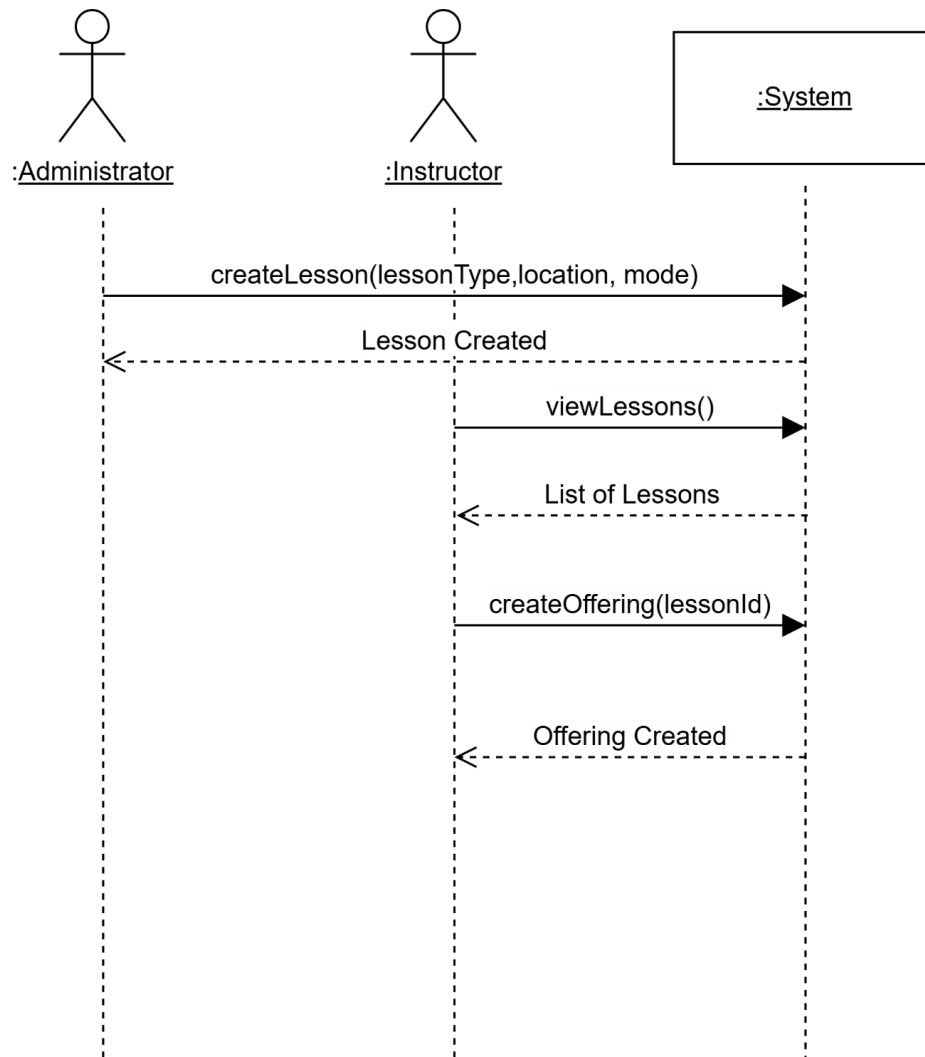 :Administrator
:Instructor
:System
createLesson(lessonType,location, mode)
Lesson Created
viewLessons()
List of Lessons
createOffering(lessonId)
Offering Created